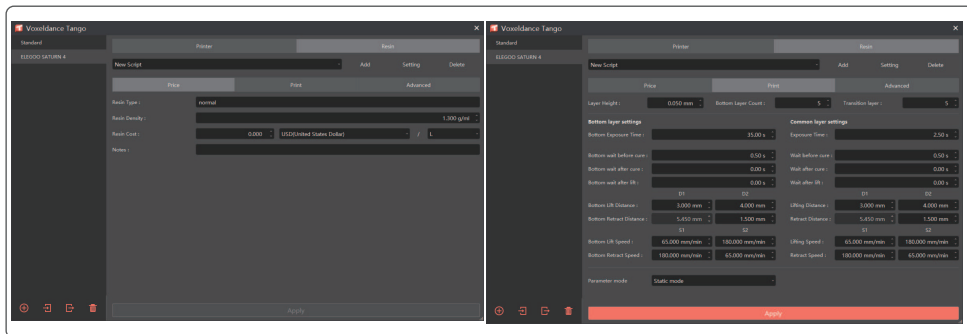 Voxeldance Tango
Standard
ELEGOO SATURN 4
Printer Resin
New Script Add Setting Delete
Price Print Advanced
Resin Type : normal
Resin Density : 1.300 g/ml
Resin Cost : 0.000 USD(United States Dollar) / L
Notes :
Apply
Voxeldance Tango
Standard
ELEGOO SATURN 4
Printer Resin
New Script Add Setting Delete
Price Print Advanced
Layer Height : 0.050 mm Bottom Layer Count : 5 Transition layer : 5
Bottom layer settings Common layer settings
Bottom Exposure Time : 35.00 s Exposure Time : 2.50 s
Bottom wait before cure : 0.50 s Wait before cure : 0.50 s
Bottom wait after cure : 0.00 s Wait after cure : 0.00 s
Bottom wait after lift : 0.00 s Wait after lift : 0.00 s
D1 D2 D1 D2
Bottom Lift Distance : 3.000 mm 4.000 mm Lifting Distance : 3.000 mm 4.000 mm
Bottom Retract Distance : 5.450 mm 1.500 mm Retract Distance : 5.450 mm 1.500 mm
S1 S2 S1 S2
Bottom Lift Speed : 65.000 mm/min 180.000 mm/min Lifting Speed : 65.000 mm/min 180.000 mm/min
Bottom Retract Speed : 180.000 mm/min 65.000 mm/min Retract Speed : 180.000 mm/min 65.000 mm/min
Parameter mode Static mode
Apply